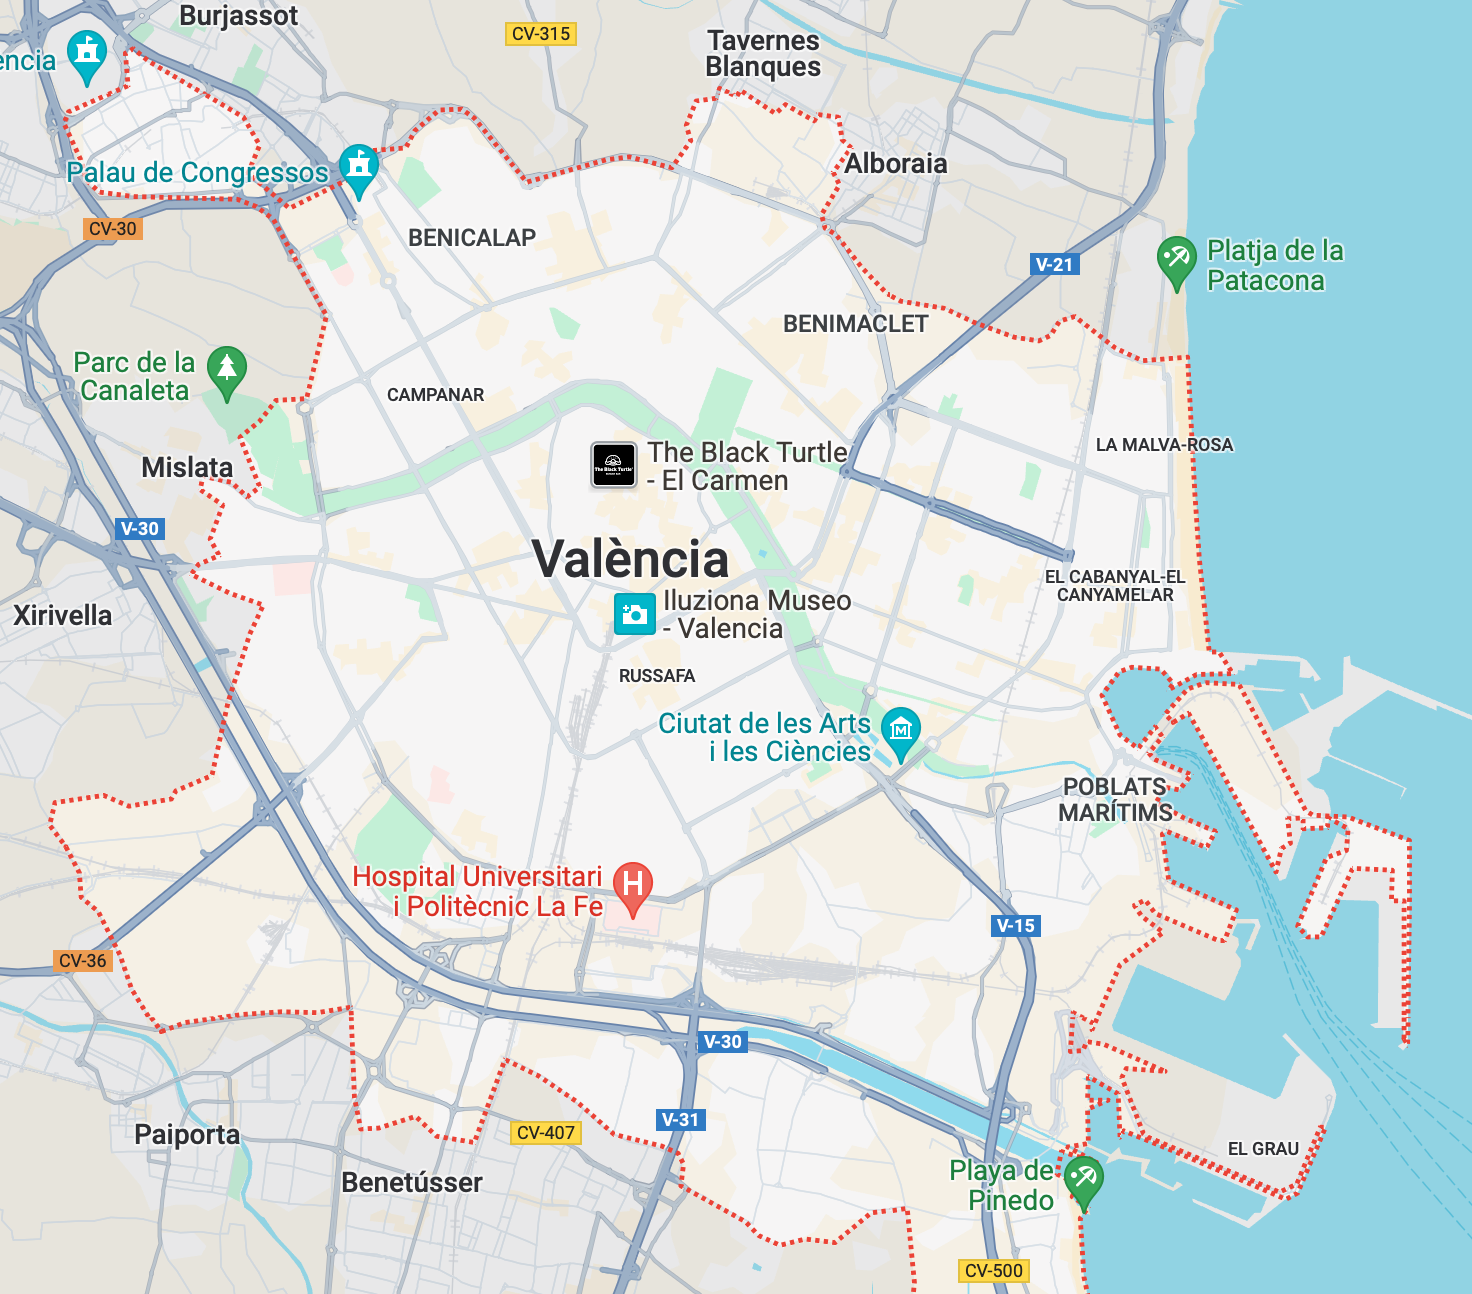 Burjassot
CV-315
Tavernes
Blanques
encia
Palau de Congressos
Alboraia
CV-30
BENICALAP
V-21
Platja de la
Patacona
BENIMACLET
Parc de la
Canaleta
CAMPANAR
LA MALVA-ROSA
Mislata
The Black Turtle
The Black Turtle
- El Carmen
V-30
València
EL CABANYAL-EL
CANYAMELAR
Xirivella
Iluziona Museo
- Valencia
RUSSAFA
Ciutat de les Arts
i les Ciències
M
POBLATS
MARÍTIMS
Hospital Universitari
i Politècnic La Fe
H
V-15
CV-36
V-30
V-31
CV-407
Paiporta
EL GRAU
Benetússer
Playa de
Pinedo
CV-500